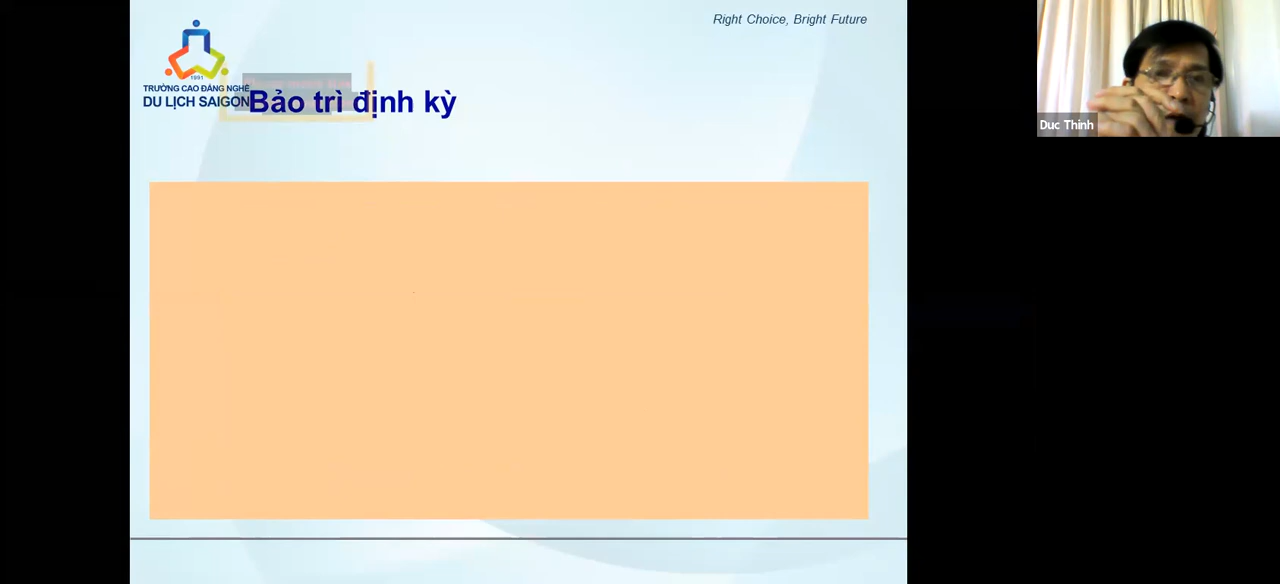 Right Choice, Bright Future
1991
TRƯỜNG CAO ĐẲNG NGHỀ
DU LỊCH SAIGON
Bảo trì định kỳ
Duc Thinh